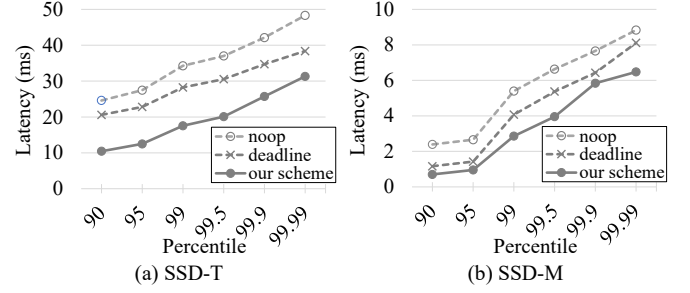 50
40
30
20
10
0
Latency (ms)
noop
deadline
our scheme
90
95
99
99.5
99.9
99.99
Percentile
(a) SSD-T
10
8
6
4
2
0
Latency (ms)
noop
deadline
our scheme
90
95
99
99.5
99.9
99.99
Percentile
(b) SSD-M